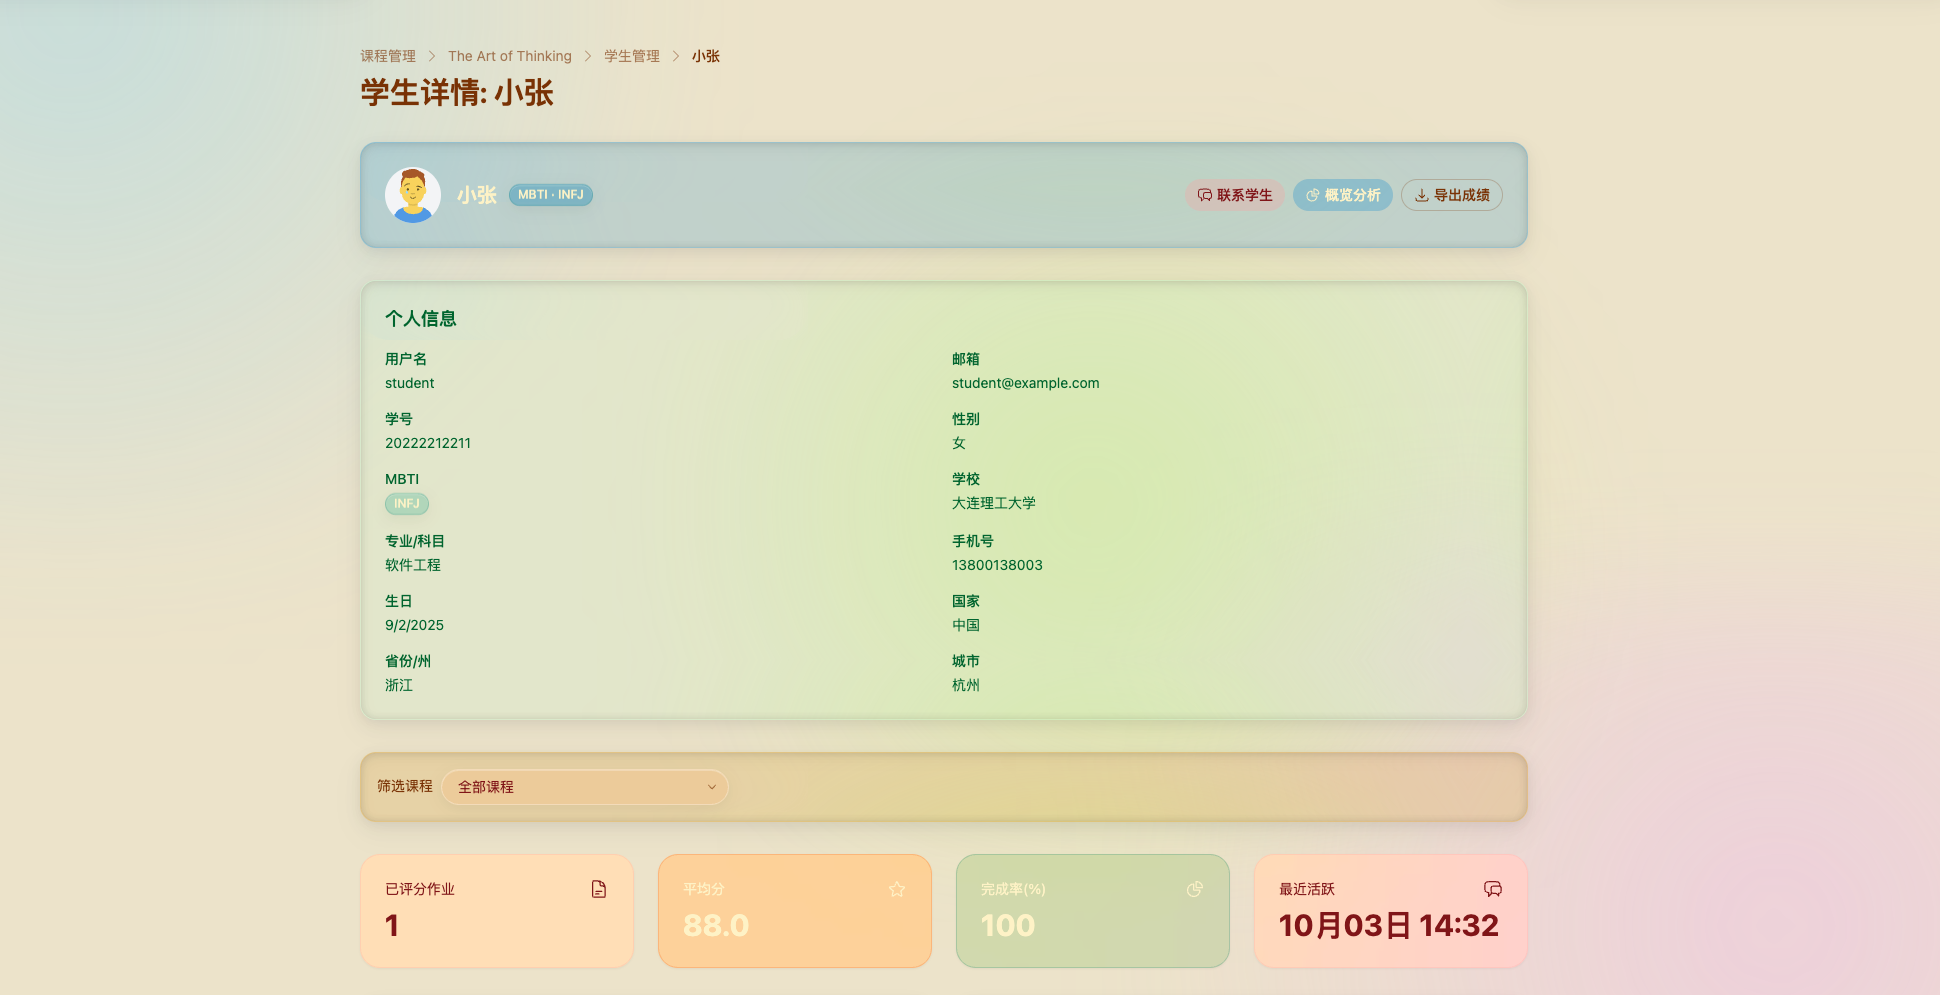 课程管理 > The Art of Thinking > 学生管理 > 小张
学生详情: 小张
小张 MBTI · INFJ 联系学生 概览分析 导出成绩
个人信息
用户名 邮箱
student student@example.com
学号 性别
20222212211 女
MBTI 学校
INFJ 大连理工大学
专业/科目 手机号
软件工程 13800138003
生日 国家
9/2/2025 中国
省份/州 城市
浙江 杭州
筛选课程 全部课程
已评分作业 平均分 完成率(%) 最近活跃
1 88.0 100 10月03日 14:32